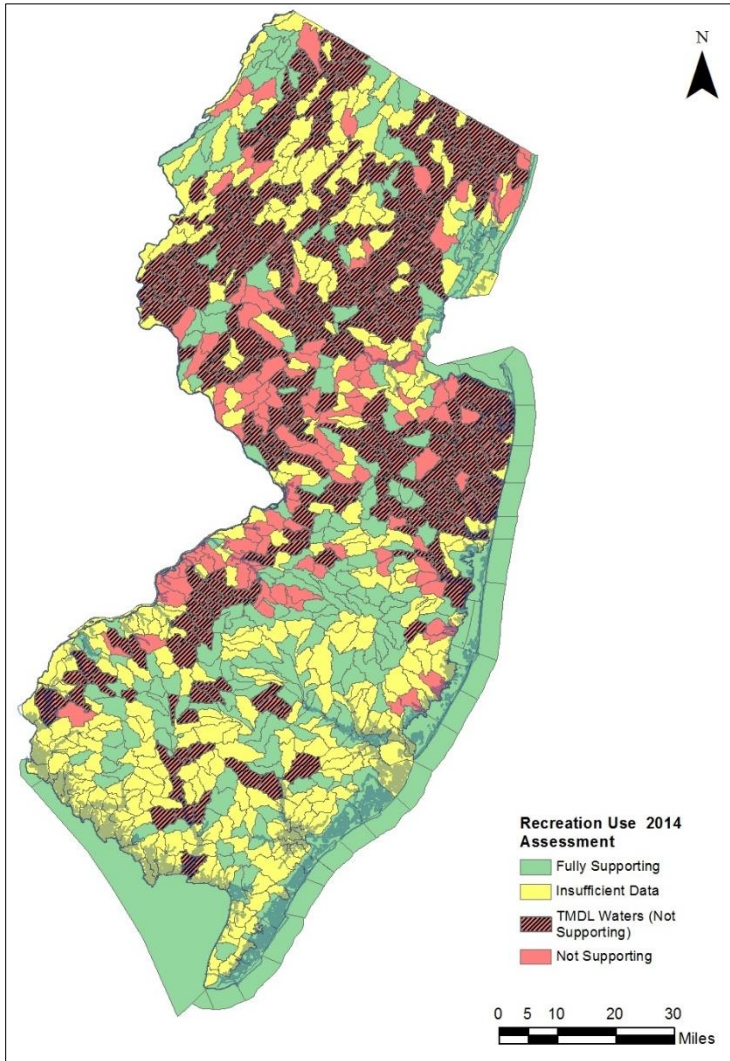 N
Recreation Use 2014
Assessment
Fully Supporting
Insufficient Data
TMDL Waters (Not
Supporting)
Not Supporting
0 5 10 20 30
Miles